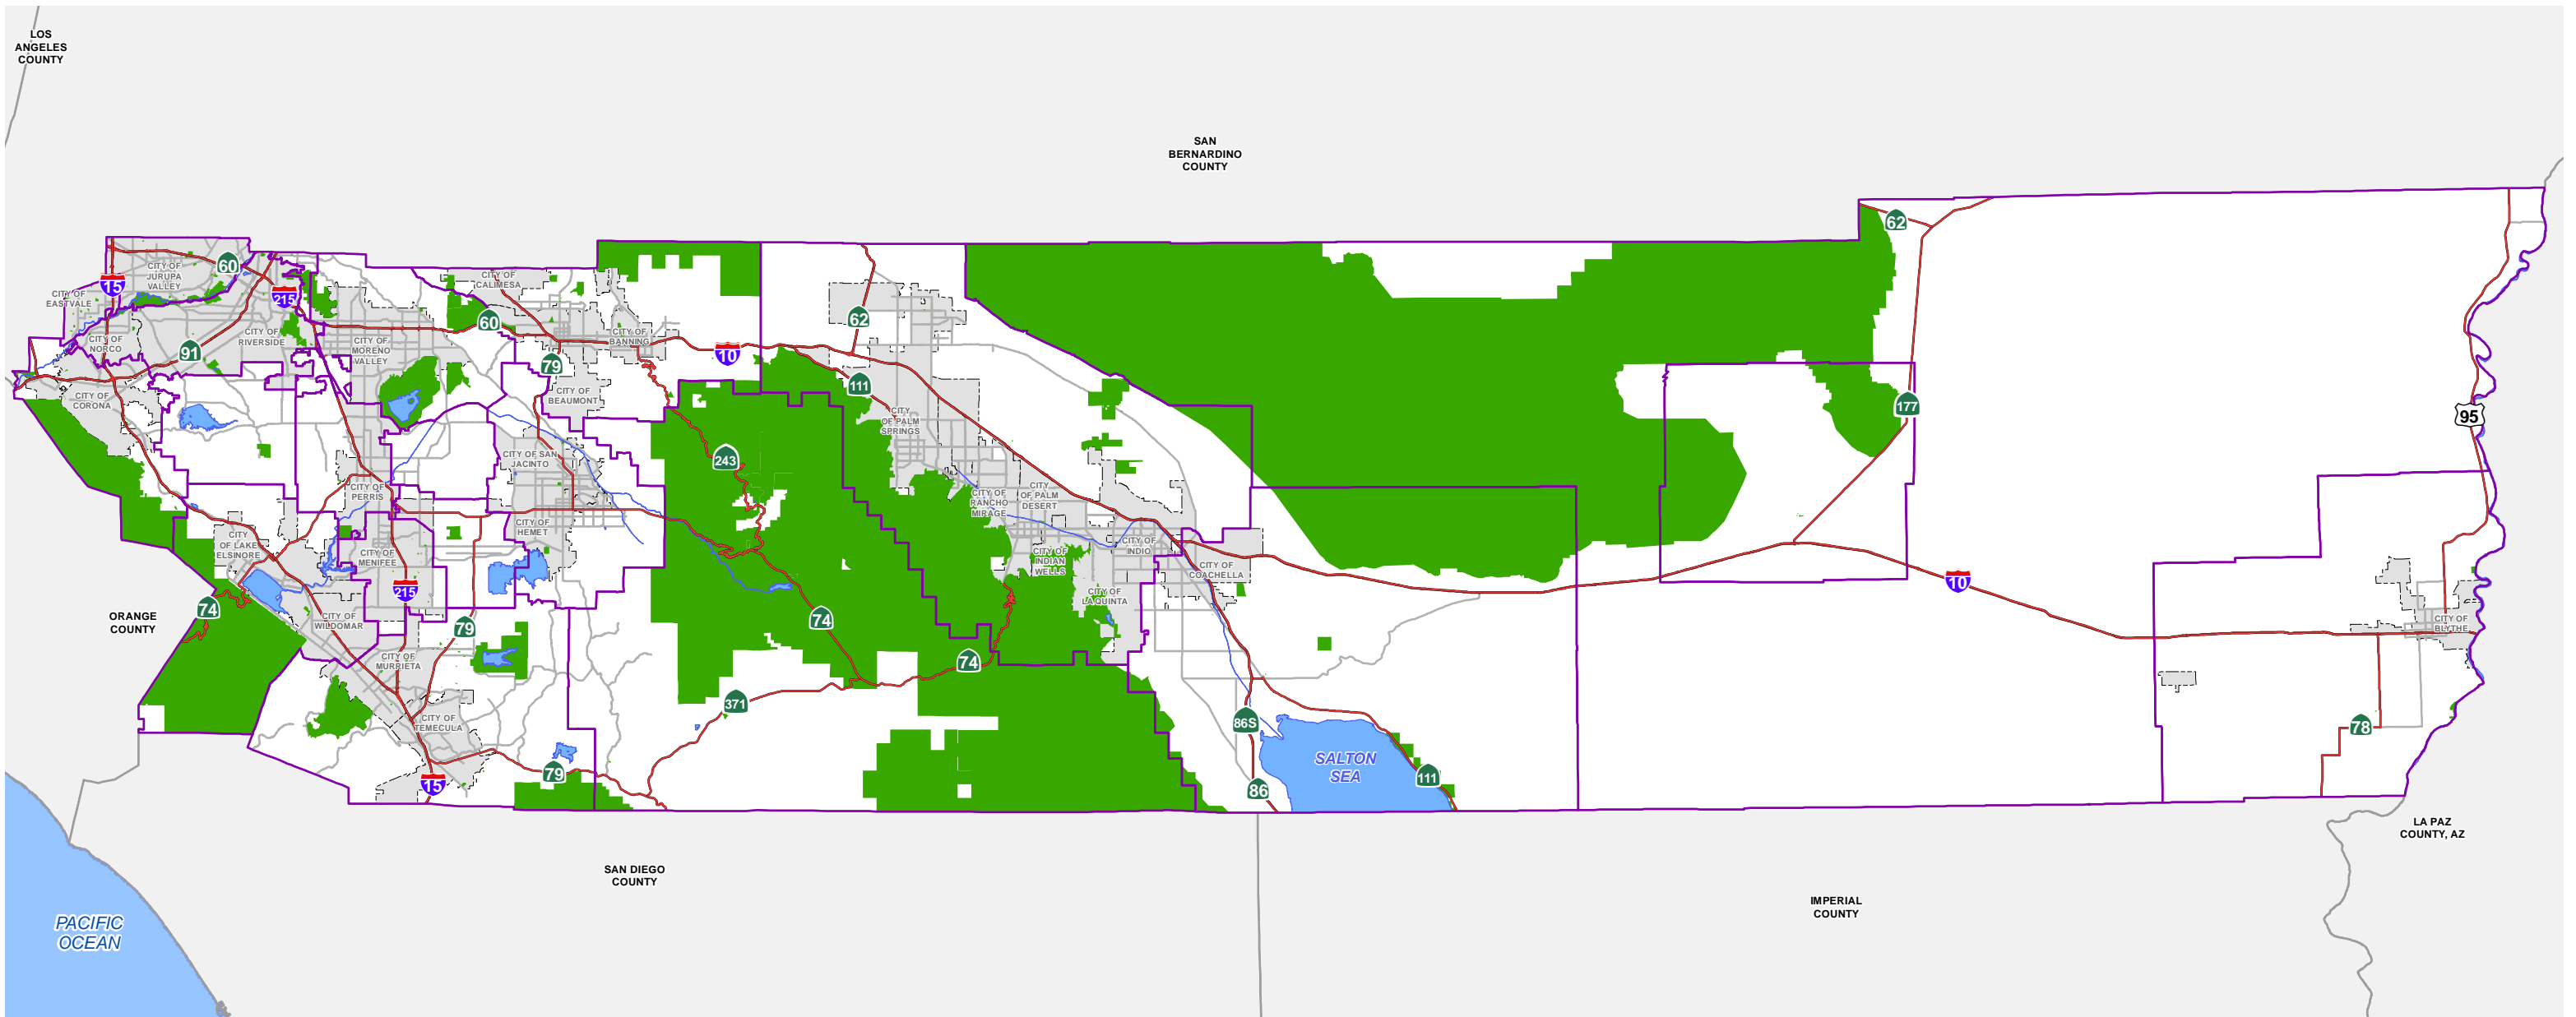 LOS
ANGELES
COUNTY
SAN
BERNARDINO
COUNTY
62
60
CITY OF
JURUPA
VALLEY
CITY OF
CALIMESA
15
215
CITY OF
EASTVALE
62
60
CITY OF
NORCO
CITY OF
RIVERSIDE
CITY OF
MORENO
VALLEY
CITY OF
BANNING
91
10
79
111
CITY OF
CORONA
CITY OF
BEAUMONT
177
95
CITY
OF PALM
SPRINGS
243
CITY OF SAN
JACINTO
CITY OF
PERRIS
CITY OF
RANCHO
MIRAGE
CITY
OF PALM
DESERT
CITY OF
HEMET
CITY
OF LAKE
ELSINORE
CITY OF
MENIFEE
CITY OF
INDIO
CITY OF
INDIAN
WELLS
CITY OF
COACHELLA
10
215
CITY OF
LA QUINTA
74
ORANGE
COUNTY
CITY OF
WILDOMAR
74
79
CITY OF
BLYTHE
CITY OF
MURRIETA
74
371
CITY OF
TEMECULA
86S
78
SALTON
SEA
79
15
111
86
LA PAZ
COUNTY, AZ
SAN DIEGO
COUNTY
IMPERIAL
COUNTY
PACIFIC
OCEAN